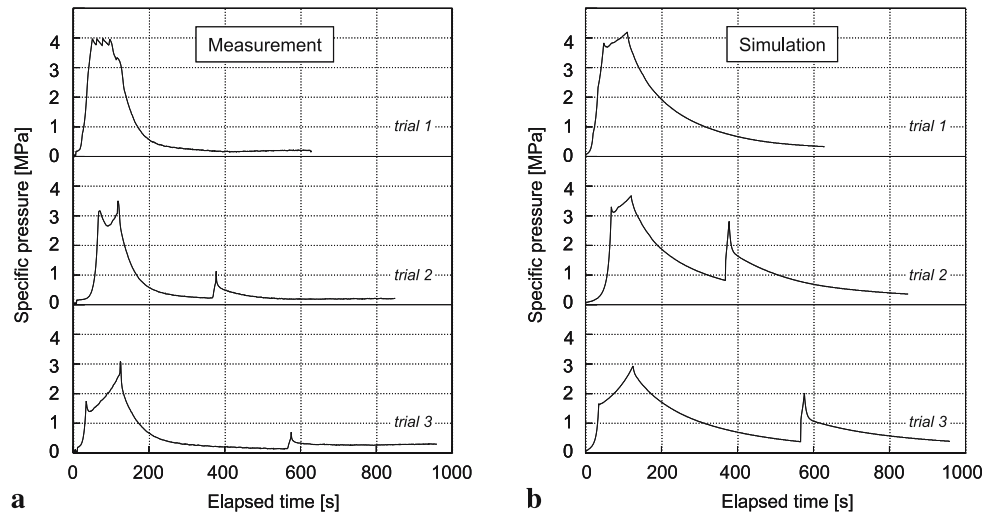 Measurement
Specific pressure [MPa]
4
3
2
1
0
trial 1
4
3
2
1
0
trial 2
4
3
2
1
0
trial 3
0 200 400 600 800 1000
Elapsed time [s]
a
Simulation
Specific pressure [MPa]
4
3
2
1
0
trial 1
4
3
2
1
0
trial 2
4
3
2
1
0
trial 3
0 200 400 600 800 1000
Elapsed time [s]
b